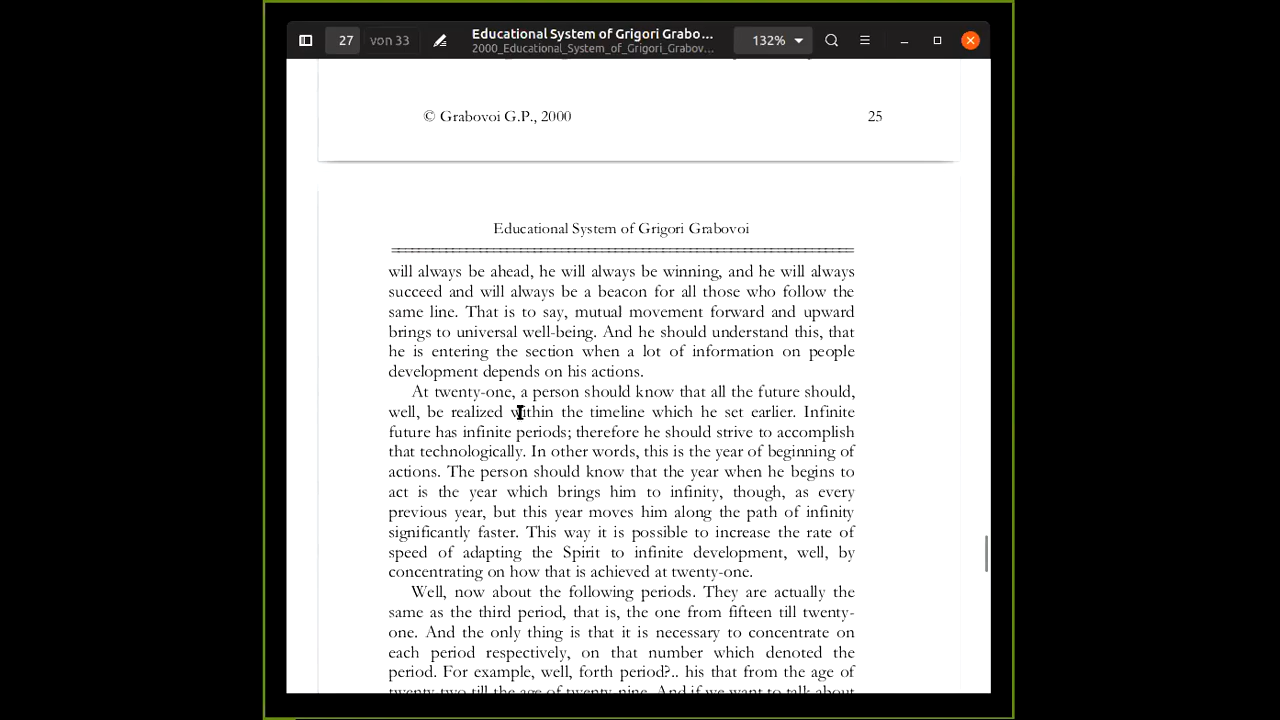 27
von 33
Educational System of Grigori Grabo...
2000_Educational_System_of_Grigori_Grabov...
132%
© Grabovoi G.P., 2000
25
Educational System of Grigori Grabovoi
will always be ahead, he will always be winning, and he will always
succeed and will always be a beacon for all those who follow the
same line. That is to say, mutual movement forward and upward
brings to universal well-being. And he should understand this, that
he is entering the section when a lot of information on people
development depends on his actions.
At twenty-one, a person should know that all the future should,
well, be realized within the timeline which he set earlier. Infinite
future has infinite periods; therefore he should strive to accomplish
that technologically. In other words, this is the year of beginning of
actions. The person should know that the year when he begins to
act is the year which brings him to infinity, though, as every
previous year, but this year moves him along the path of infinity
significantly faster. This way it is possible to increase the rate of
speed of adapting the Spirit to infinite development, well, by
concentrating on how that is achieved at twenty-one.
Well, now about the following periods. They are actually the
same as the third period, that is, the one from fifteen till twenty-
one. And the only thing is that it is necessary to concentrate on
each period respectively, on that number which denoted the
period. For example, well, forth period?.. his that from the age of
twenty two till the age of twenty-nine. And if we want to talk about